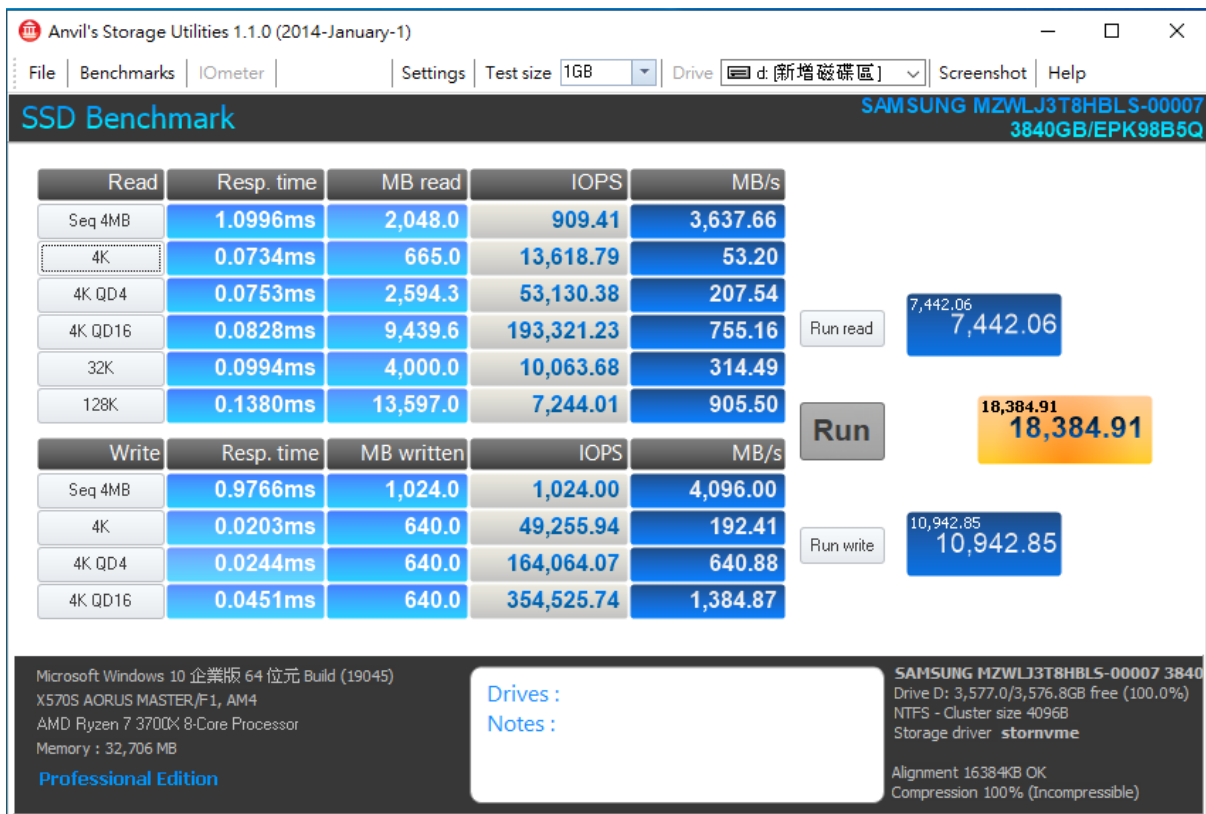 Anvil's Storage Utilities 1.1.0 (2014-January-1)
File Benchmarks IOmeter Settings Test size 1GB Drive d: [新增磁碟區] Screenshot Help
SSD Benchmark
SAMSUNG MZWLJ3T8HBLS-00007
3840GB/EPK98B5Q
Read Resp. time MB read IOPS MB/s
Seq 4MB 1.0996ms 2,048.0 909.41 3,637.66
4K 0.0734ms 665.0 13,618.79 53.20
4K QD4 0.0753ms 2,594.3 53,130.38 207.54
4K QD16 0.0828ms 9,439.6 193,321.23 755.16
32K 0.0994ms 4,000.0 10,063.68 314.49
128K 0.1380ms 13,597.0 7,244.01 905.50
Run read
7,442.06
7,442.06
Run
18,384.91
18,384.91
Write Resp. time MB written IOPS MB/s
Seq 4MB 0.9766ms 1,024.0 1,024.00 4,096.00
4K 0.0203ms 640.0 49,255.94 192.41
4K QD4 0.0244ms 640.0 164,064.07 640.88
4K QD16 0.0451ms 640.0 354,525.74 1,384.87
Run write
10,942.85
10,942.85
Microsoft Windows 10 企業版 64 位元 Build (19045)
X570S AORUS MASTER/F1, AM4
AMD Ryzen 7 3700X 8-Core Processor
Memory : 32,706 MB
Professional Edition
Drives :
Notes :
SAMSUNG MZWLJ3T8HBLS-00007 3840
Drive D: 3,577.0/3,576.8GB free (100.0%)
NTFS - Cluster size 4096B
Storage driver stornvme
Alignment 16384KB OK
Compression 100% (Incompressible)